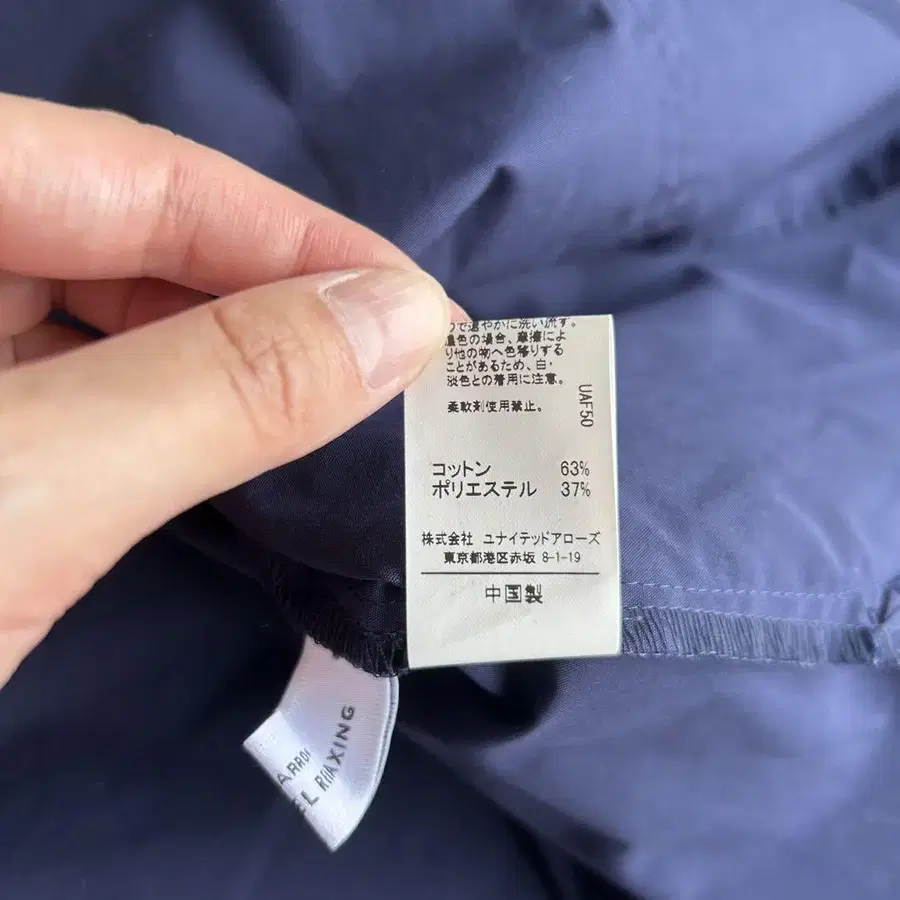 で速やかに洗い流す。
濃色の場合、摩擦によ
り他の物へ色移りする
ことがあるため、白・
淡色との着用に注意。
柔軟剤使用禁止。
UAF50
コットン 63%
ポリエステル 37%
株式会社 ユナイテッドアローズ
東京都港区赤坂 8-1-19
中国製
ARRO
EL RELAXING